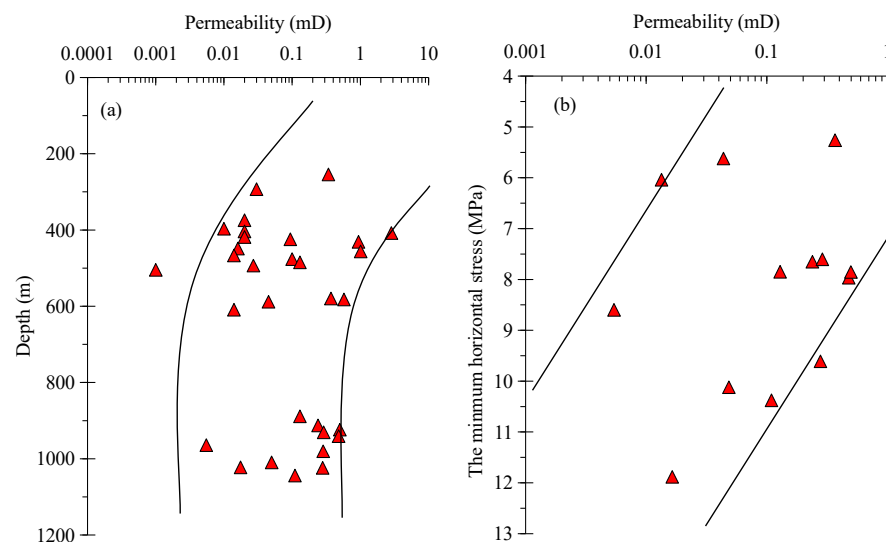 Permeability (mD)
0.0001 0.001 0.01 0.1 1 10
0
200
400
600
800
1000
1200
Depth (m)
(a)
Permeability (mD)
0.001 0.01 0.1 1
4
5
6
7
8
9
10
11
12
13
The minmum horizontal stress (MPa)
(b)